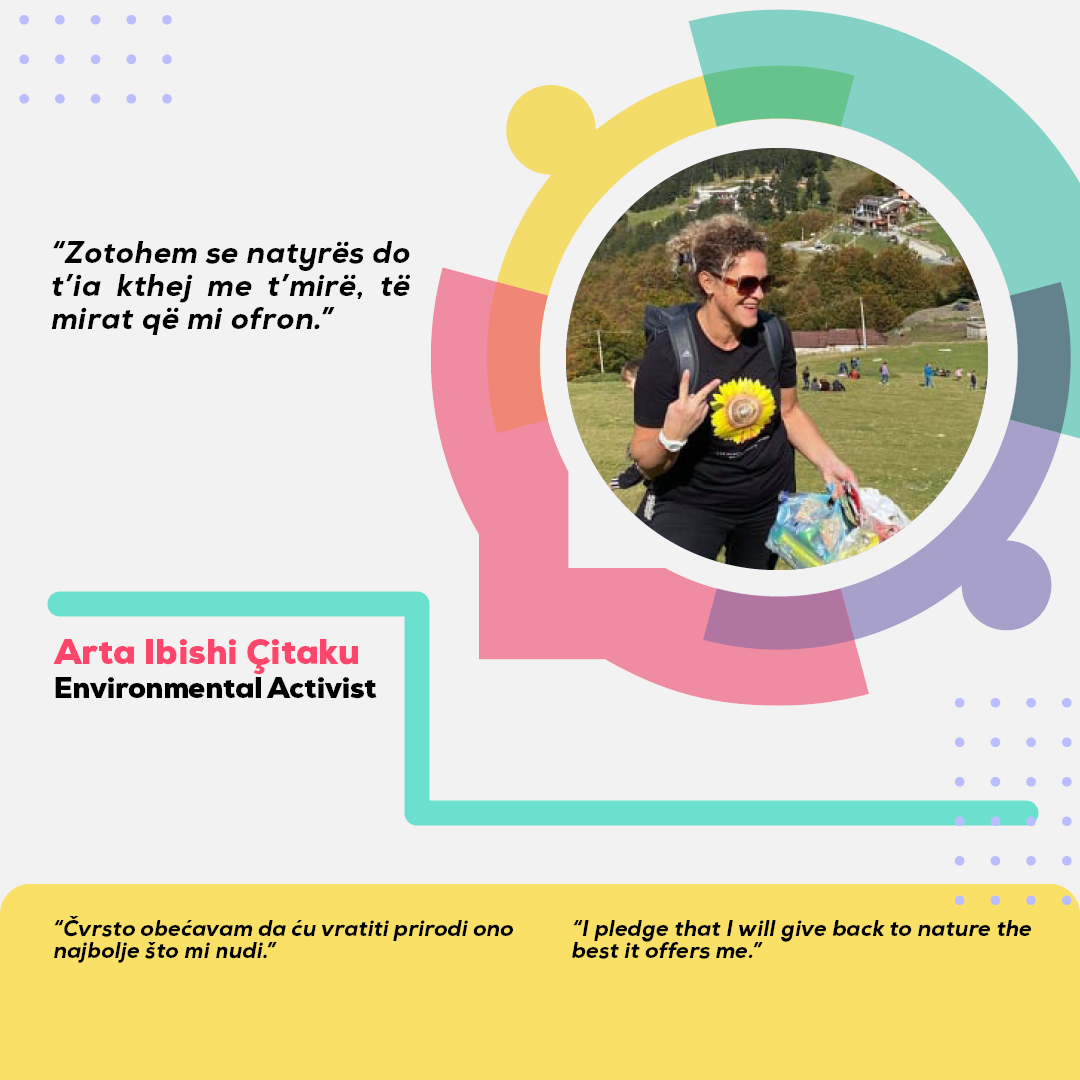 “Zotohem se natyrës do
t’ia kthej me t’mirë, të
mirat që mi ofron.”
Arta Ibishi Çitaku
Environmental Activist
“Čvrsto obećavam da ću vratiti prirodi ono
najbolje što mi nudi.”
“I pledge that I will give back to nature the
best it offers me.”